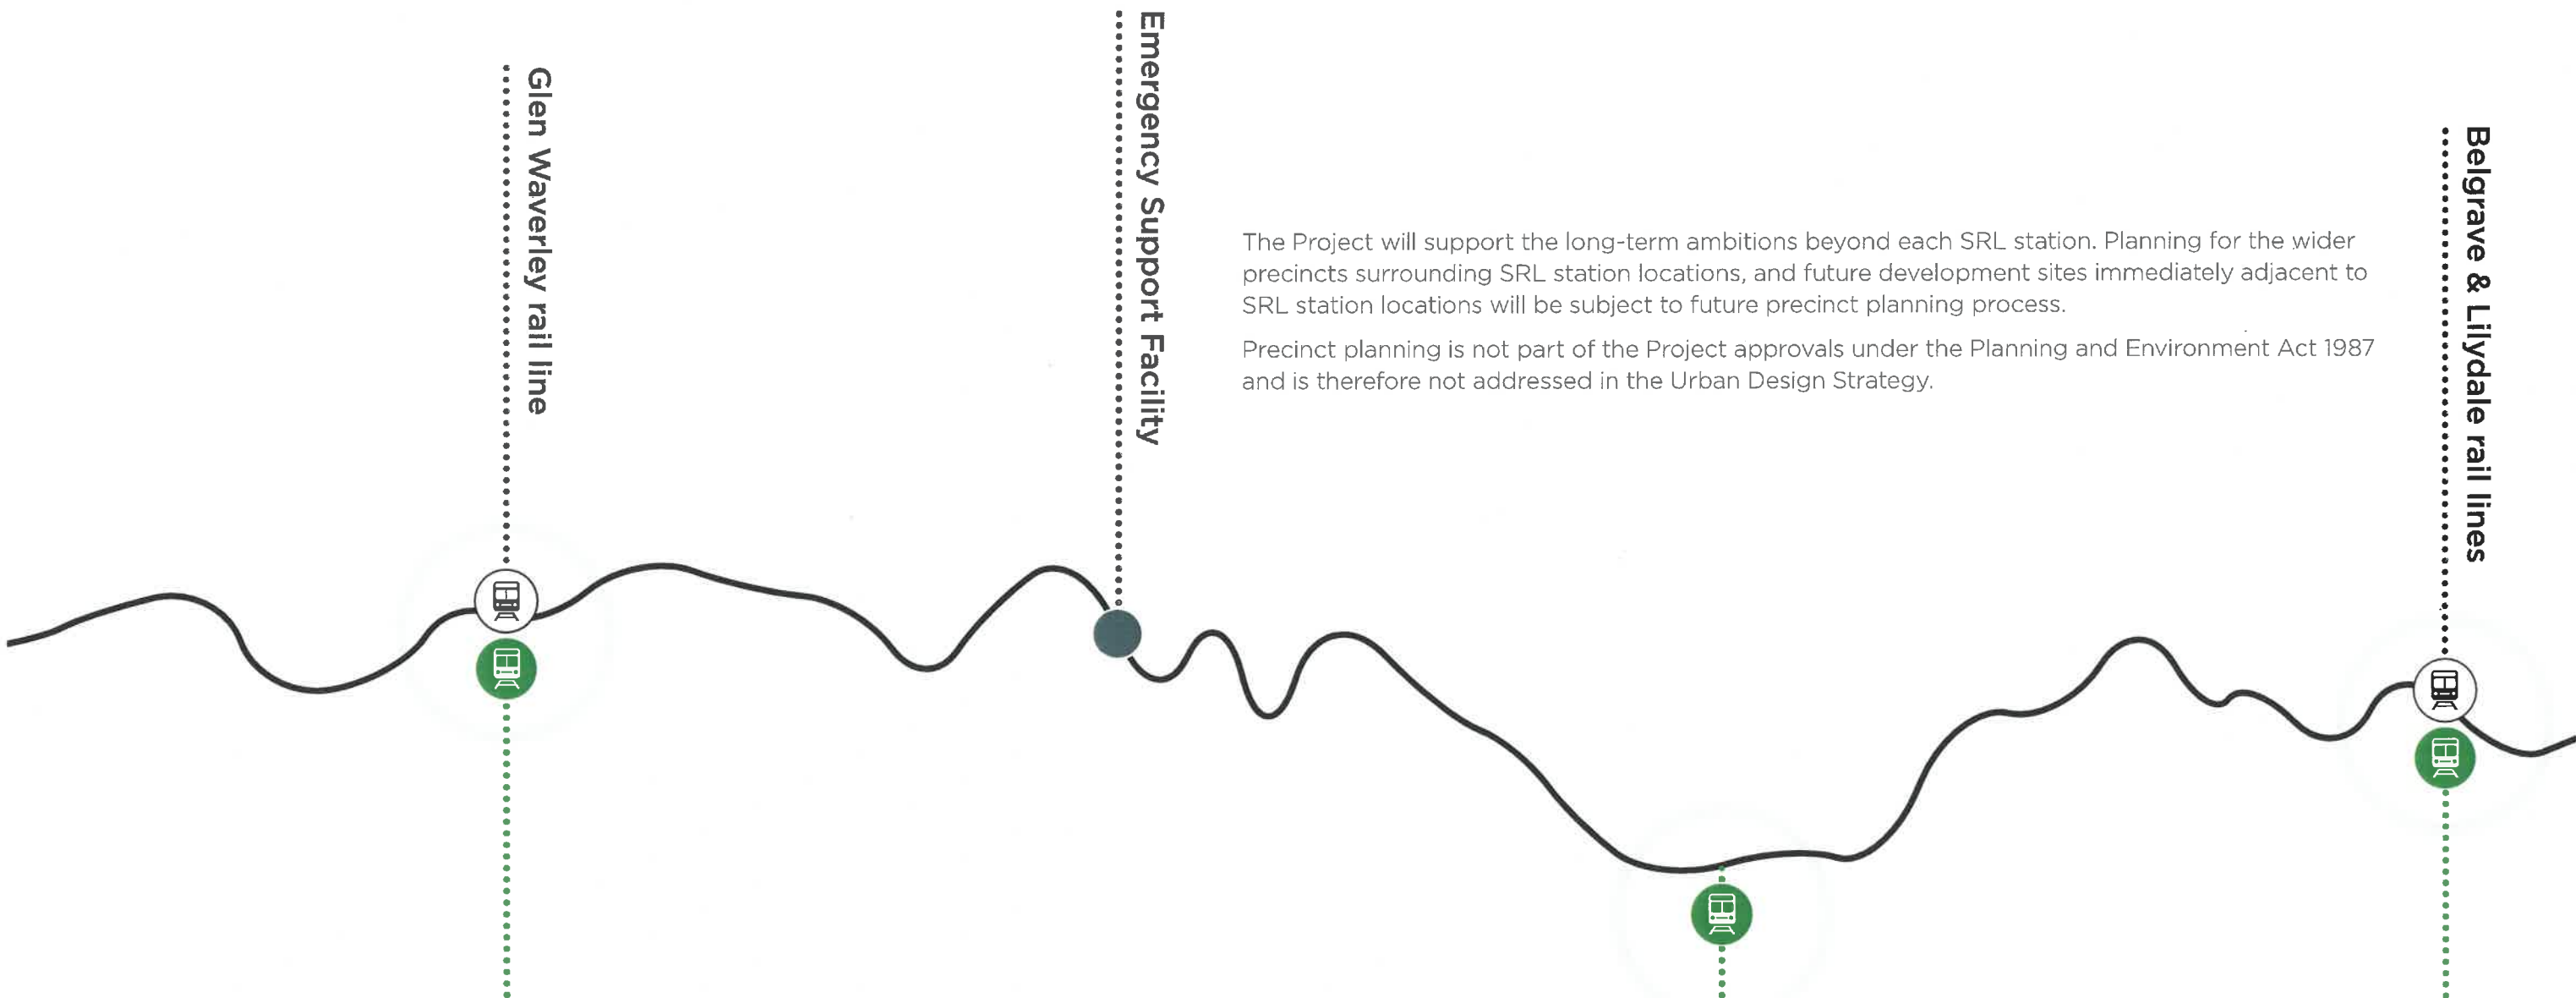 Glen Waverley rail line
Emergency Support Facility
The Project will support the long-term ambitions beyond each SRL station. Planning for the wider
precincts surrounding SRL station locations, and future development sites immediately adjacent to
SRL station locations will be subject to future precinct planning process.
Precinct planning is not part of the Project approvals under the Planning and Environment Act 1987
and is therefore not addressed in the Urban Design Strategy.
Belgrave & Lilydale rail lines